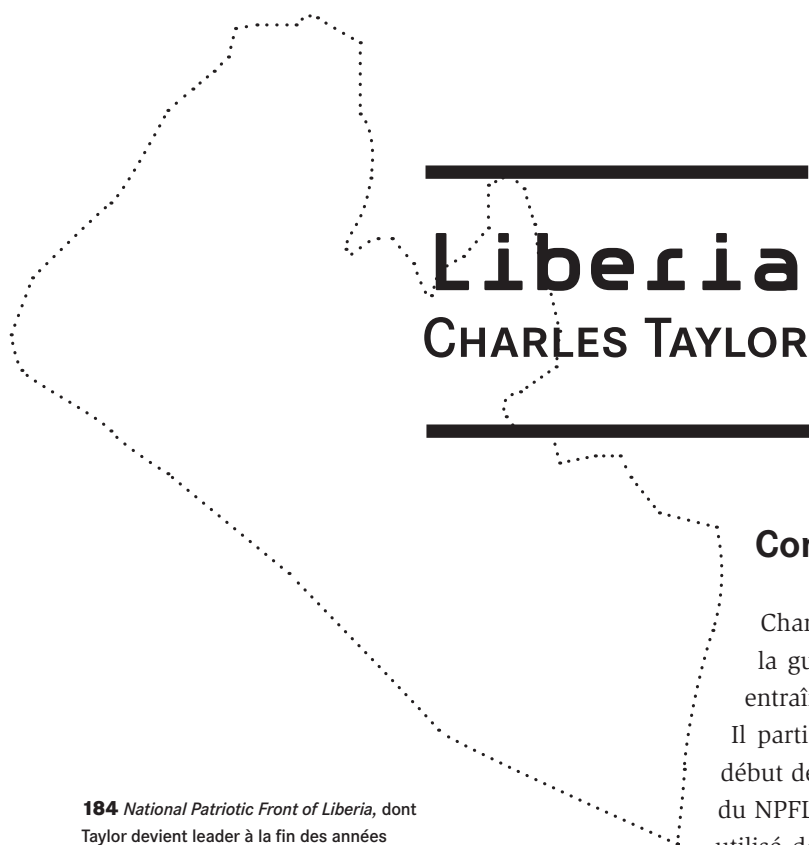 Liberia
CHARLES TAYLOR
Char
la gu
entraî
Il parti
début de
du NPFL
utilisé
184 National Patriotic Front of Liberia, dont
Taylor devient leader à la fin des années